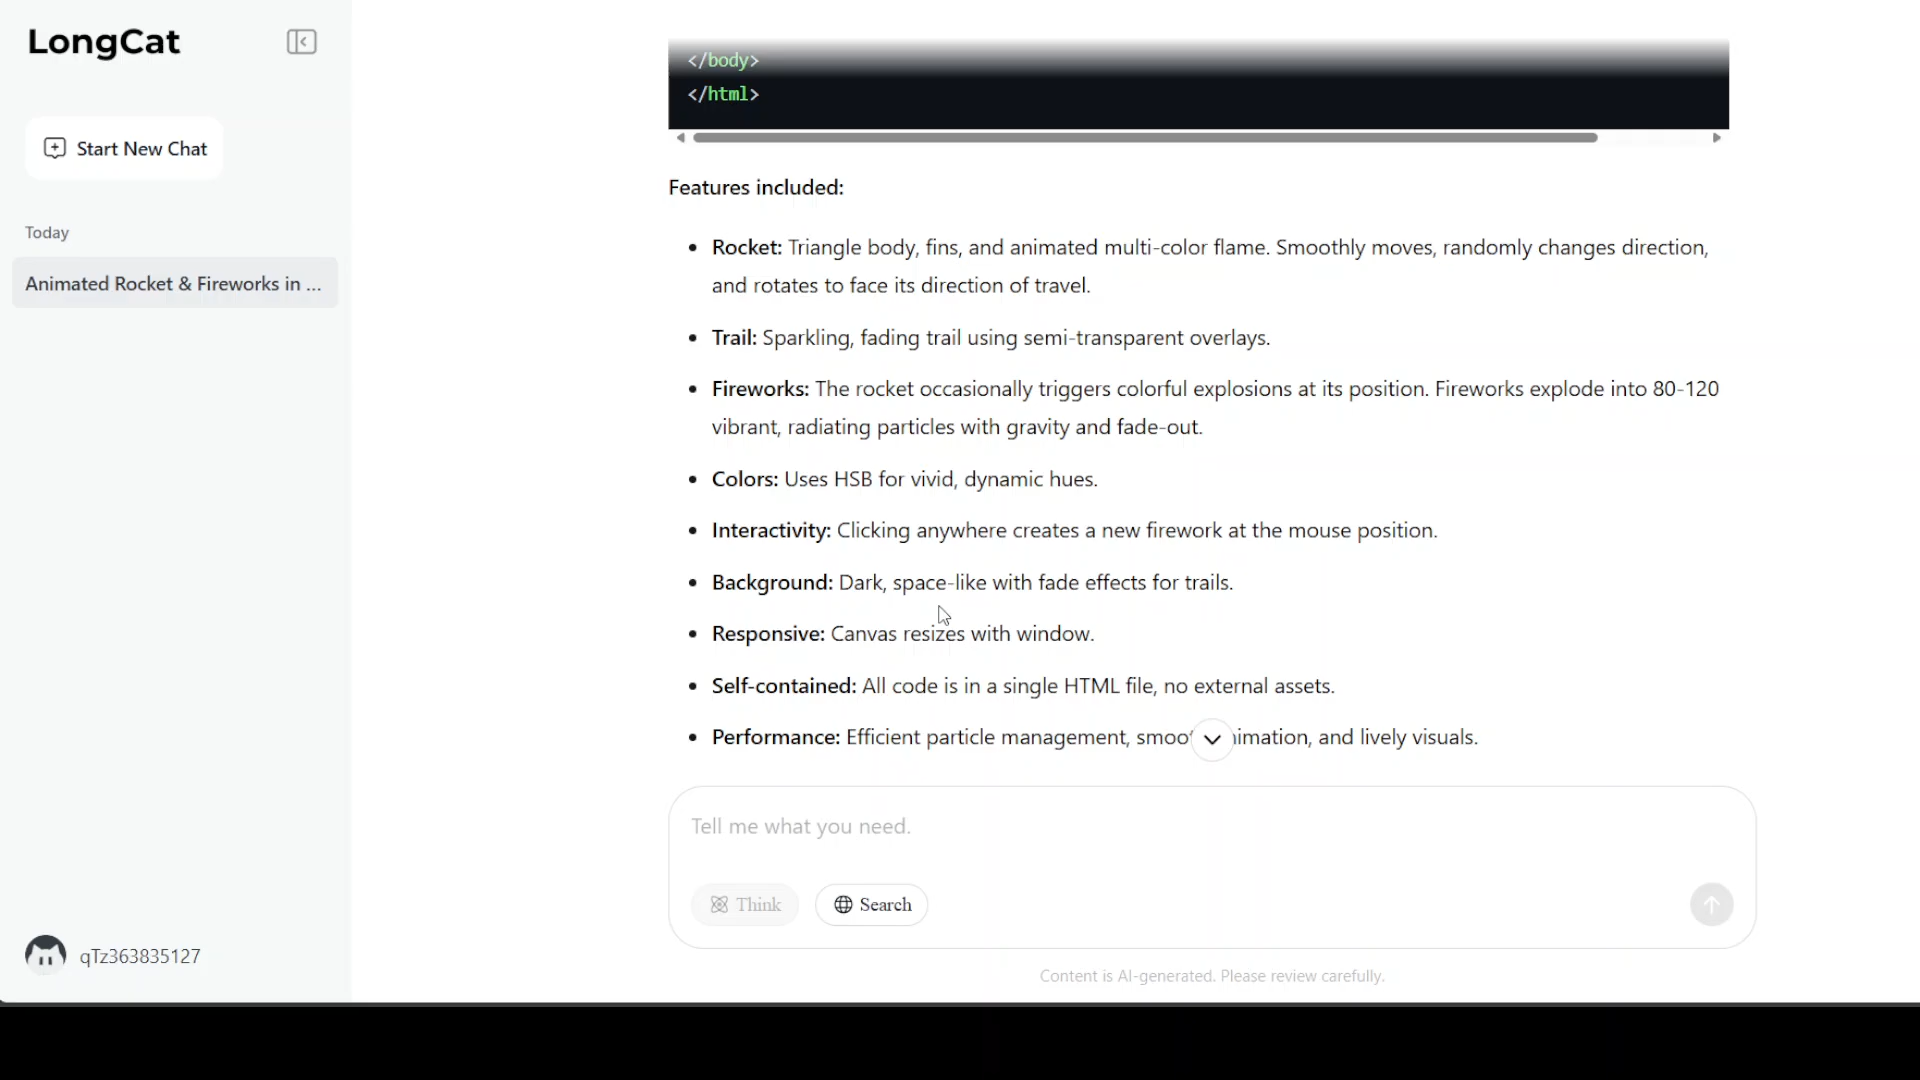 LongCat
Start New Chat
Today
Animated Rocket & Fireworks in ...
qTz363835127
</body>
</html>
Features included:
• Rocket: Triangle body, fins, and animated multi-color flame. Smoothly moves, randomly changes direction,
and rotates to face its direction of travel.
• Trail: Sparkling, fading trail using semi-transparent overlays.
• Fireworks: The rocket occasionally triggers colorful explosions at its position. Fireworks explode into 80-120
vibrant, radiating particles with gravity and fade-out.
• Colors: Uses HSB for vivid, dynamic hues.
• Interactivity: Clicking anywhere creates a new firework at the mouse position.
• Background: Dark, space-like with fade effects for trails.
• Responsive: Canvas resizes with window.
• Self-contained: All code is in a single HTML file, no external assets.
• Performance: Efficient particle management, smooth animation, and lively visuals.
Tell me what you need.
Think
Search
Content is AI-generated. Please review carefully.